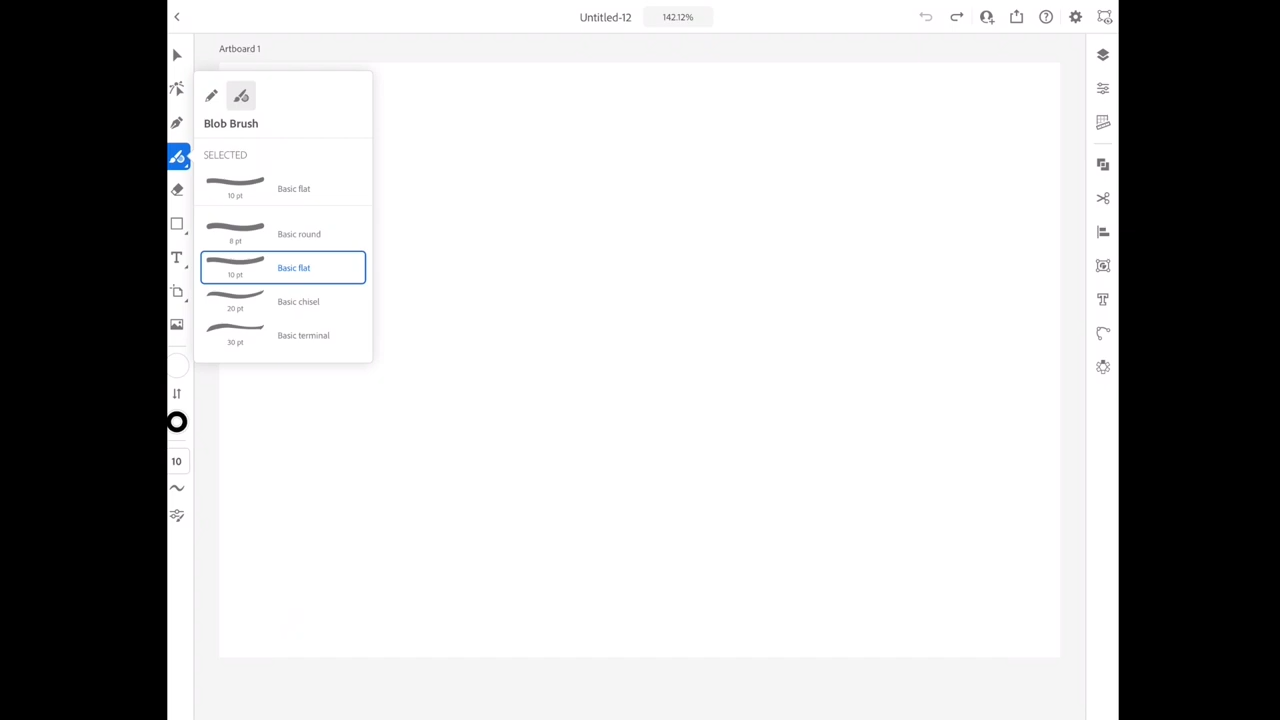 Untitled-12
142.12%
Artboard 1
Blob Brush
SELECTED
Basic flat
10 pt
Basic round
8 pt
Basic flat
10 pt
Basic chisel
20 pt
Basic terminal
30 pt
10